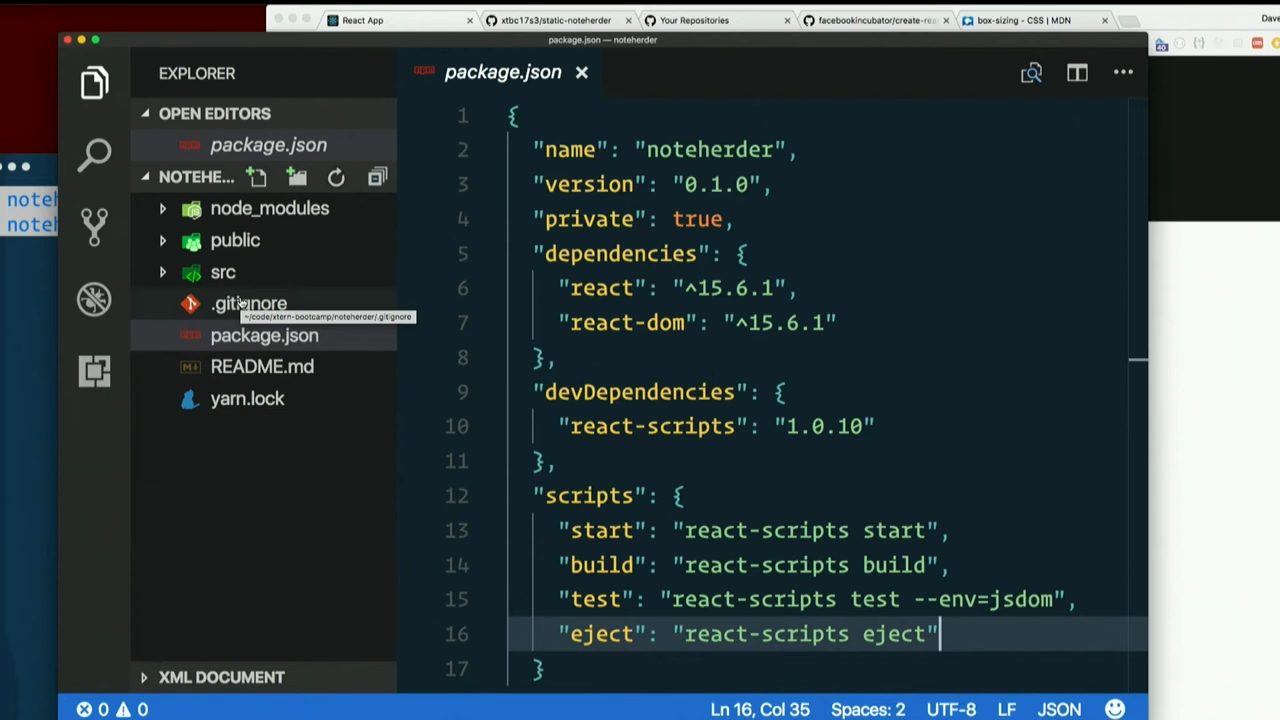 React App
xtbc17s3/static-noteherder
Your Repositories
facebookincubator/create-rea
box-sizing - CSS | MDN
Dave
package.json — noteherder
40
EXPLORER
OPEN EDITORS
package.json
NOTEHE...
node_modules
public
src
.gitignore
~/code/xtern-bootcamp/noteherder/.gitignore
package.json
README.md
yarn.lock
XML DOCUMENT
noteh
noteh
package.json
1 {
2 "name": "noteherder",
3 "version": "0.1.0",
4 "private": true,
5 "dependencies": {
6 "react": "^15.6.1",
7 "react-dom": "^15.6.1"
8 },
9 "devDependencies": {
10 "react-scripts": "1.0.10"
11 },
12 "scripts": {
13 "start": "react-scripts start",
14 "build": "react-scripts build",
15 "test": "react-scripts test --env=jsdom",
16 "eject": "react-scripts eject"
17 }
0 0
Ln 16, Col 35 Spaces: 2 UTF-8 LF JSON